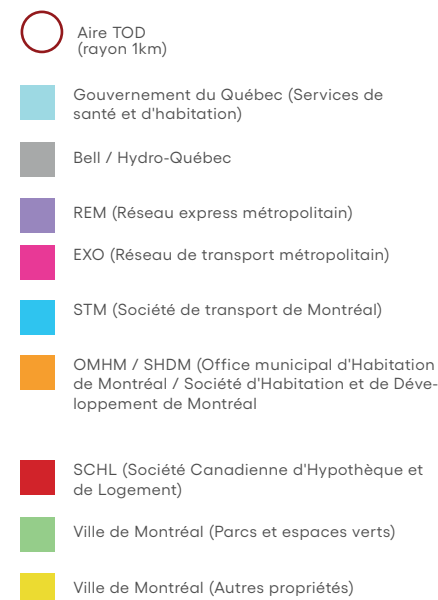 Aire TOD
(rayon 1km)
Gouvernement du Québec (Services de
santé et d'habitation)
Bell / Hydro-Québec
REM (Réseau express métropolitain)
EXO (Réseau de transport métropolitain)
STM (Société de transport de Montréal)
OMHM / SHDM (Office municipal d'Habitation
de Montréal / Société d'Habitation et de Déve-
loppement de Montréal
SCHL (Société Canadienne d'Hypothèque et
de Logement)
Ville de Montréal (Parcs et espaces verts)
Ville de Montréal (Autres propriétés)